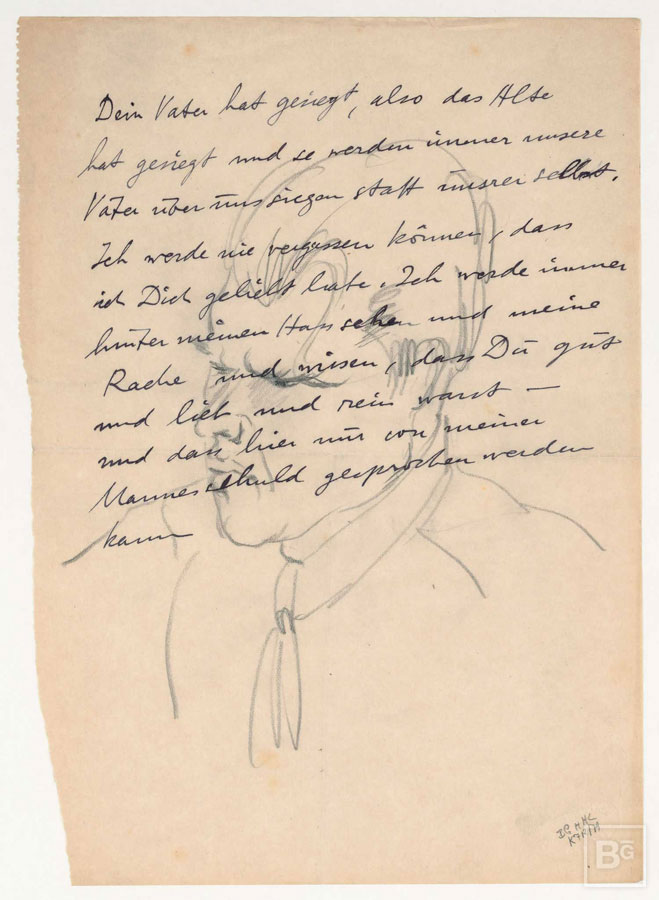 Dein Vater hat gesiegt, also das Alte
hat gesiegt und so werden immer unsere
Väter über uns siegen statt unsrer selbst.
Ich werde nie vergessen können, dass
ich Dich geliebt habe. Ich werde immer
hinter meinen Hass sehen und meine
Rache und wissen, dass Du gut
und lieb und rein warst —
und dass hier nur von meiner
Mannesschuld gesprochen werden
kann
BG